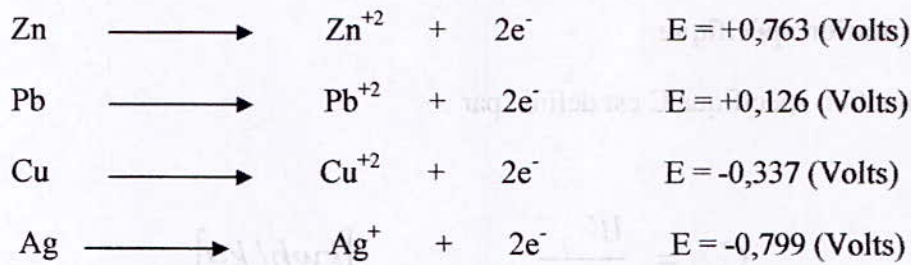 Zn ⟶ Zn⁺² + 2e⁻ E = +0,763 (Volts)
Pb ⟶ Pb⁺² + 2e⁻ E = +0,126 (Volts)
Cu ⟶ Cu⁺² + 2e⁻ E = -0,337 (Volts)
Ag ⟶ Ag⁺ + 2e⁻ E = -0,799 (Volts)